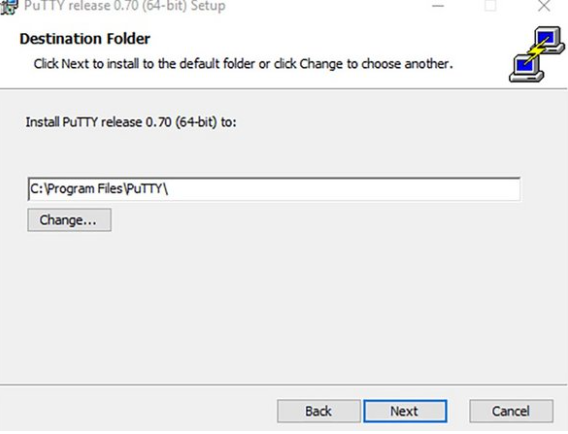 PuTTY release 0.70 (64-bit) Setup
Destination Folder
Click Next to install to the default folder or click Change to choose another.
Install PuTTY release 0.70 (64-bit) to:
C:\Program Files\PuTTY\
Change...
Back Next Cancel